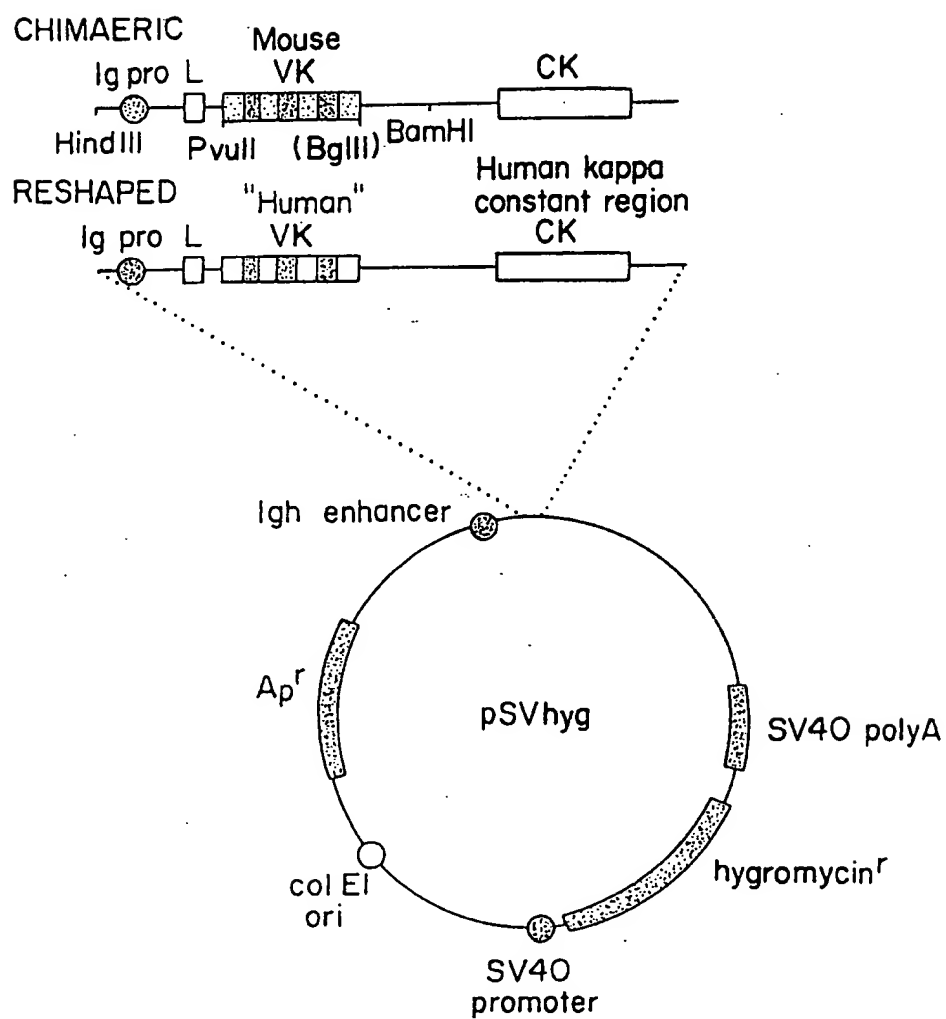 CHIMAERIC
Mouse
Ig pro L VK CK
HindIII PvuII (BglII) BamHI
RESHAPED "Human" Human kappa
constant region
Ig pro L VK CK
Igh enhancer
Ap^r
pSVhyg
SV40 polyA
hygromycin^r
col EI
ori
SV40
promoter